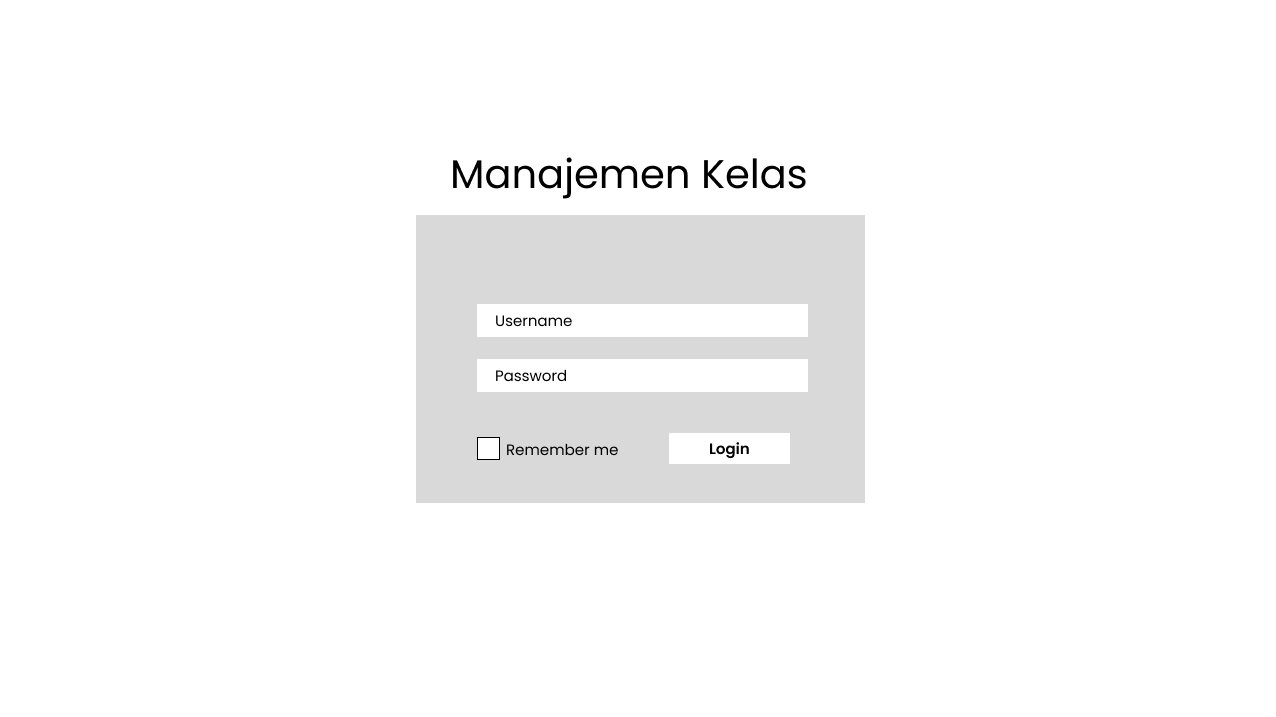 Manajemen Kelas
Username
Password
Remember me
Login